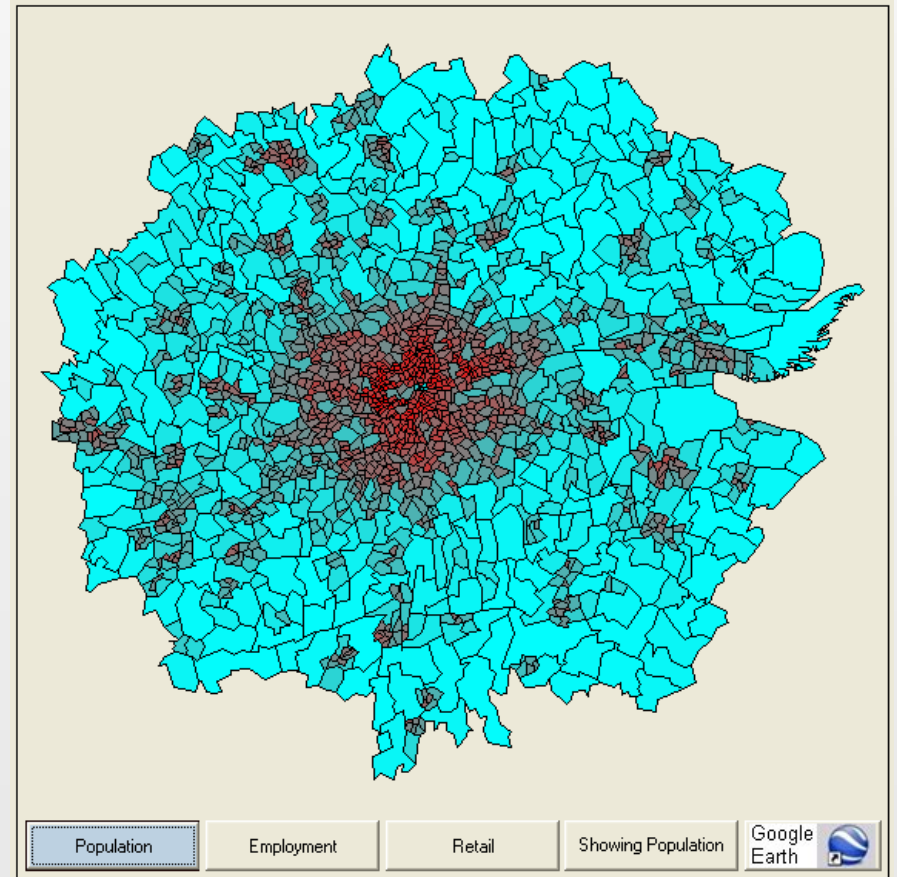 Population
Employment
Retail
Showing Population
Google
Earth